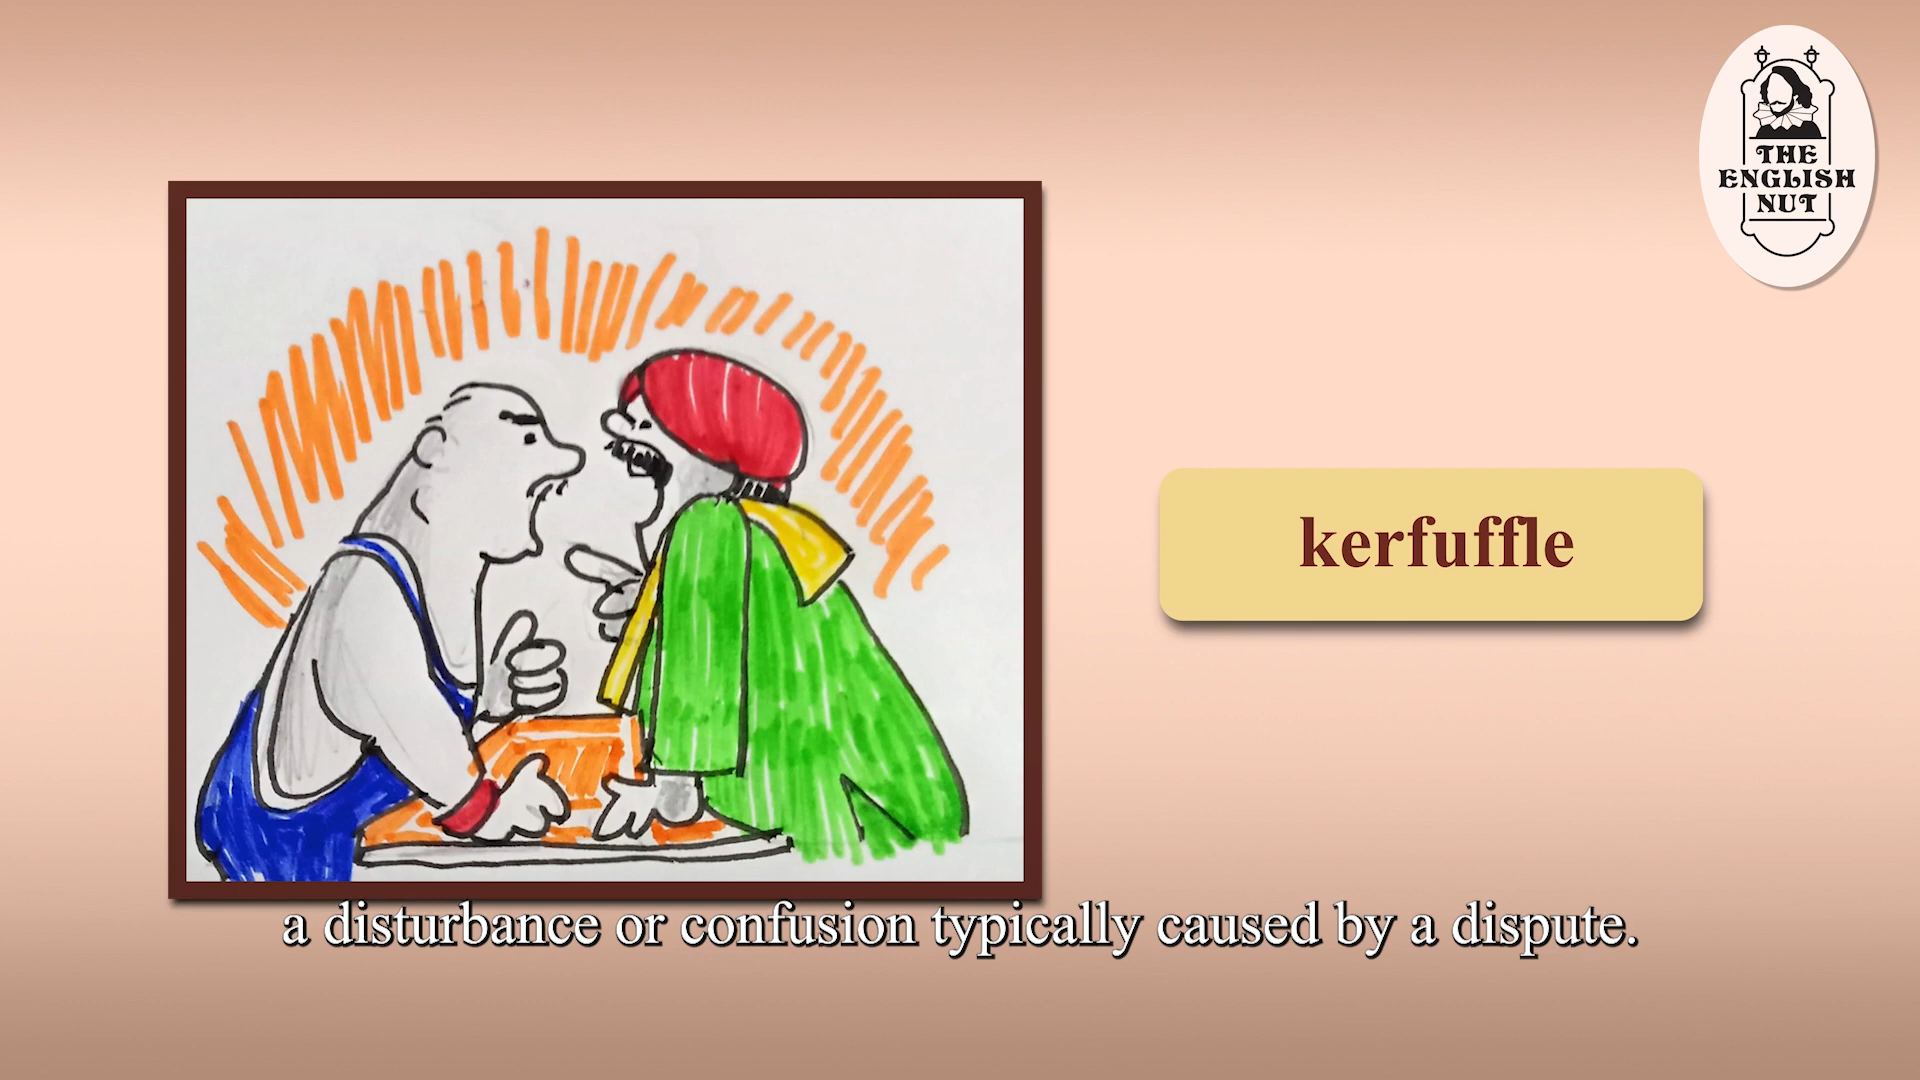 THE
ENGLISH
NUT
kerfuffle
a disturbance or confusion typically caused by a dispute.